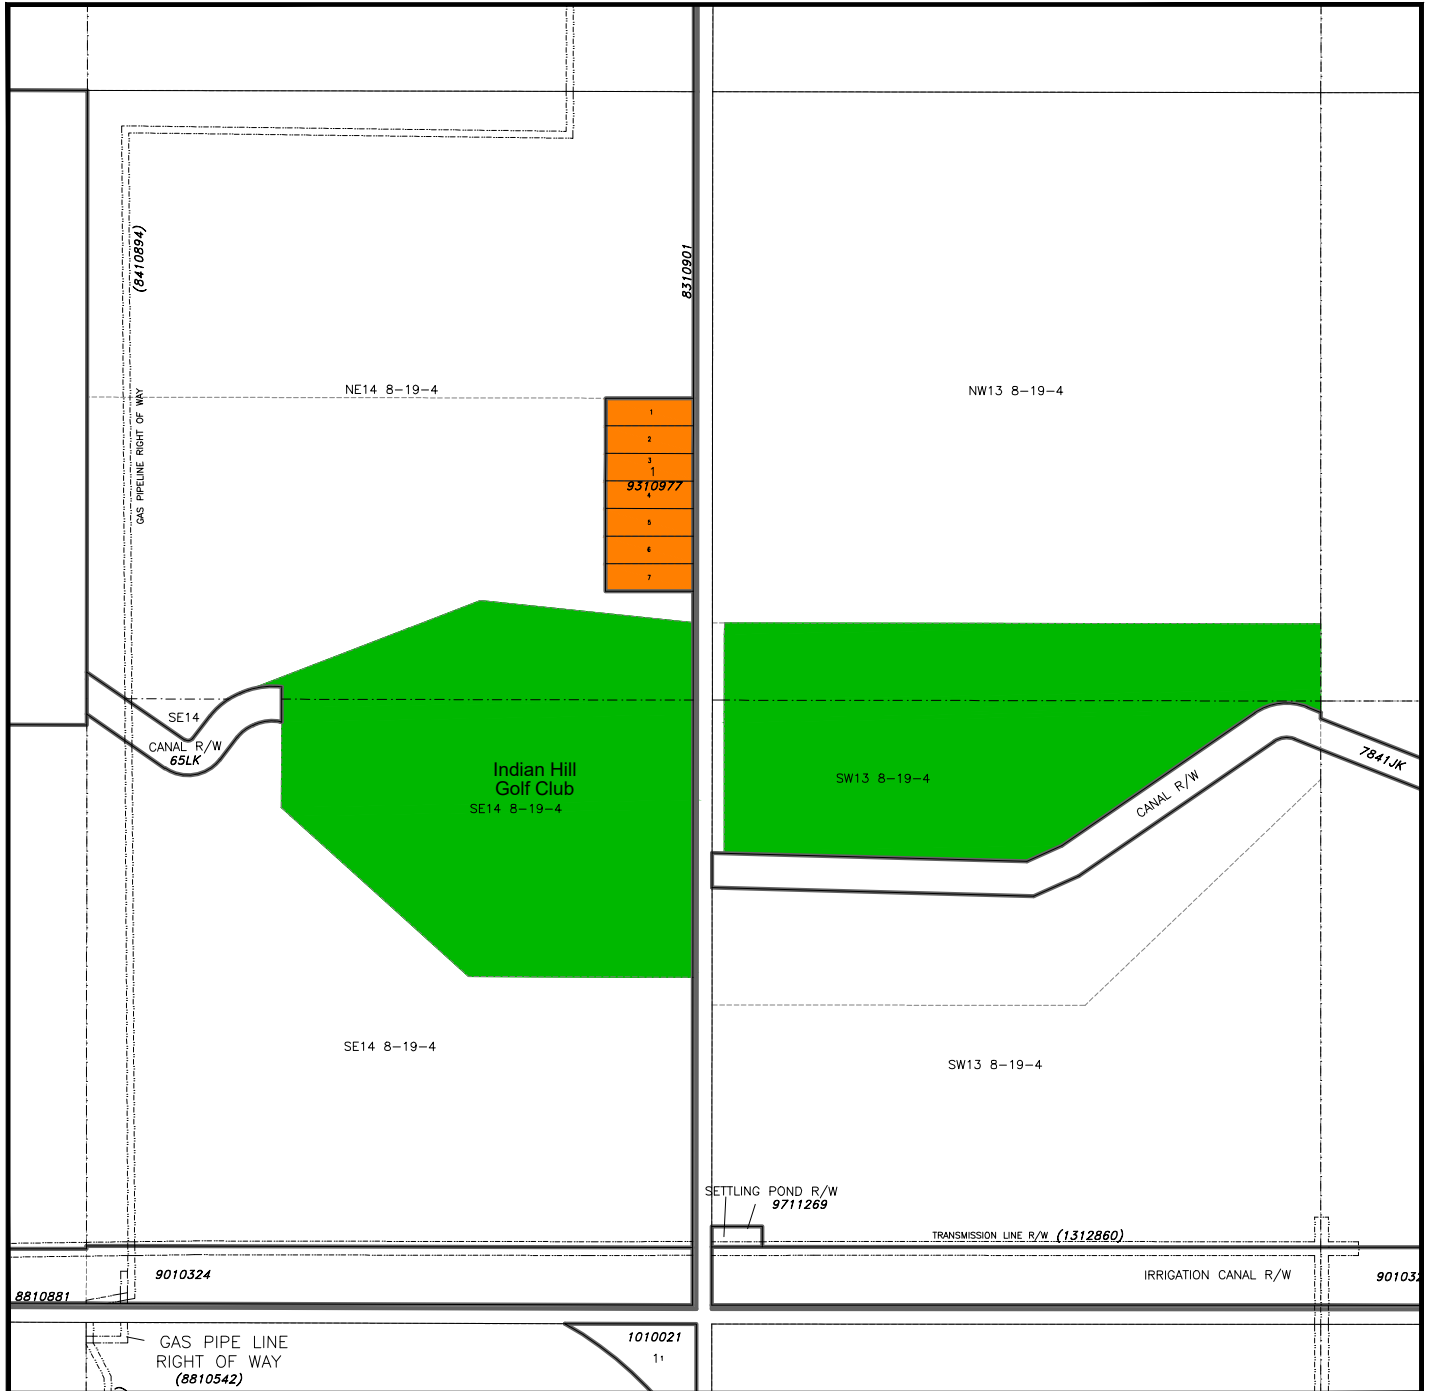 (8410894)
8310901
GAS PIPELINE RIGHT OF WAY
NE14 8-19-4
NW13 8-19-4
1
2
3
1
9310977
4
5
6
7
SE14
CANAL R/W
65LK
Indian Hill
Golf Club
SE14 8-19-4
SW13 8-19-4
CANAL R/W
7841JK
SE14 8-19-4
SW13 8-19-4
SETTLING POND R/W
9711269
TRANSMISSION LINE R/W (1312860)
9010324
IRRIGATION CANAL R/W
90103
8810881
GAS PIPE LINE
RIGHT OF WAY
(8810542)
1010021
1 1